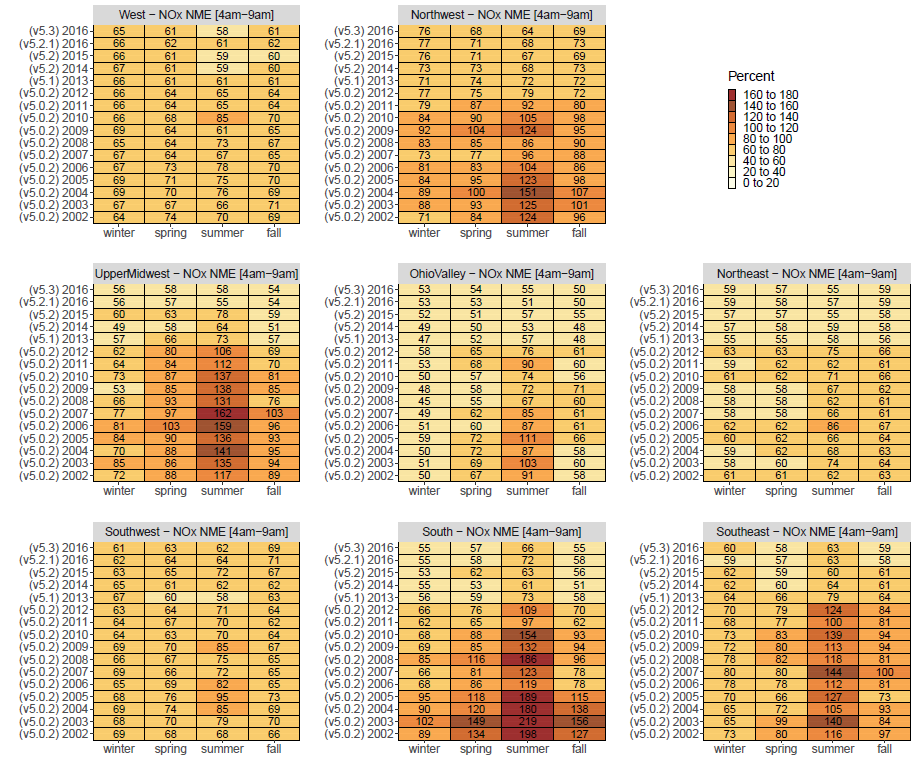 West − NOx NME [4am−9am]
(v5.3) 2016 65 61 58 61
(v5.2.1) 2016 66 62 61 62
(v5.2) 2015 66 61 59 60
(v5.2) 2014 67 61 59 60
(v5.1) 2013 66 61 61 61
(v5.0.2) 2012 66 64 65 64
(v5.0.2) 2011 66 64 65 64
(v5.0.2) 2010 66 68 85 70
(v5.0.2) 2009 69 64 61 65
(v5.0.2) 2008 65 64 73 67
(v5.0.2) 2007 67 64 67 65
(v5.0.2) 2006 67 73 78 70
(v5.0.2) 2005 69 71 75 70
(v5.0.2) 2004 69 70 76 69
(v5.0.2) 2003 67 67 66 71
(v5.0.2) 2002 64 74 70 69
winter spring summer fall
Northwest − NOx NME [4am−9am]
(v5.3) 2016 76 68 64 69
(v5.2.1) 2016 77 71 68 73
(v5.2) 2015 76 71 67 69
(v5.2) 2014 73 73 68 73
(v5.1) 2013 71 74 72 72
(v5.0.2) 2012 77 75 79 72
(v5.0.2) 2011 79 87 92 80
(v5.0.2) 2010 84 90 105 98
(v5.0.2) 2009 92 104 124 95
(v5.0.2) 2008 83 85 86 90
(v5.0.2) 2007 73 77 96 88
(v5.0.2) 2006 81 83 104 86
(v5.0.2) 2005 84 95 123 98
(v5.0.2) 2004 89 100 151 107
(v5.0.2) 2003 88 93 125 101
(v5.0.2) 2002 71 84 124 96
winter spring summer fall
Percent
160 to 180
140 to 160
120 to 140
100 to 120
80 to 100
60 to 80
40 to 60
20 to 40
0 to 20
UpperMidwest − NOx NME [4am−9am]
(v5.3) 2016 56 58 58 54
(v5.2.1) 2016 56 57 55 54
(v5.2) 2015 60 63 78 59
(v5.2) 2014 49 58 64 51
(v5.1) 2013 57 66 73 57
(v5.0.2) 2012 62 80 106 69
(v5.0.2) 2011 64 84 112 70
(v5.0.2) 2010 73 87 137 81
(v5.0.2) 2009 53 85 138 85
(v5.0.2) 2008 66 93 131 76
(v5.0.2) 2007 77 97 162 103
(v5.0.2) 2006 81 103 159 96
(v5.0.2) 2005 84 90 136 93
(v5.0.2) 2004 70 88 141 95
(v5.0.2) 2003 85 86 135 94
(v5.0.2) 2002 72 88 117 89
winter spring summer fall
OhioValley − NOx NME [4am−9am]
(v5.3) 2016 53 54 55 50
(v5.2.1) 2016 53 53 51 50
(v5.2) 2015 52 51 57 55
(v5.2) 2014 49 50 53 48
(v5.1) 2013 47 52 57 48
(v5.0.2) 2012 58 65 76 61
(v5.0.2) 2011 53 68 90 60
(v5.0.2) 2010 50 57 74 56
(v5.0.2) 2009 48 58 72 71
(v5.0.2) 2008 45 55 67 60
(v5.0.2) 2007 49 62 85 61
(v5.0.2) 2006 51 60 87 61
(v5.0.2) 2005 59 72 111 66
(v5.0.2) 2004 50 72 87 58
(v5.0.2) 2003 51 69 103 60
(v5.0.2) 2002 50 67 91 58
winter spring summer fall
Northeast − NOx NME [4am−9am]
(v5.3) 2016 59 57 55 59
(v5.2.1) 2016 59 58 57 59
(v5.2) 2015 57 57 55 58
(v5.2) 2014 57 58 59 58
(v5.1) 2013 55 55 58 56
(v5.0.2) 2012 63 63 75 66
(v5.0.2) 2011 59 62 62 61
(v5.0.2) 2010 61 62 71 66
(v5.0.2) 2009 58 58 67 62
(v5.0.2) 2008 58 58 62 61
(v5.0.2) 2007 58 58 66 61
(v5.0.2) 2006 62 62 86 67
(v5.0.2) 2005 60 62 66 64
(v5.0.2) 2004 59 62 68 63
(v5.0.2) 2003 58 60 74 64
(v5.0.2) 2002 61 61 62 63
winter spring summer fall
Southwest − NOx NME [4am−9am]
(v5.3) 2016 61 63 62 69
(v5.2.1) 2016 62 64 64 71
(v5.2) 2015 63 65 72 67
(v5.2) 2014 65 61 62 62
(v5.1) 2013 67 60 58 63
(v5.0.2) 2012 63 64 71 64
(v5.0.2) 2011 64 67 70 62
(v5.0.2) 2010 64 63 70 64
(v5.0.2) 2009 69 70 85 67
(v5.0.2) 2008 66 67 75 65
(v5.0.2) 2007 69 66 72 65
(v5.0.2) 2006 65 69 82 65
(v5.0.2) 2005 68 76 95 73
(v5.0.2) 2004 69 74 85 69
(v5.0.2) 2003 68 70 79 70
(v5.0.2) 2002 69 68 68 66
winter spring summer fall
South − NOx NME [4am−9am]
(v5.3) 2016 55 57 66 55
(v5.2.1) 2016 55 58 72 58
(v5.2) 2015 53 62 63 56
(v5.2) 2014 55 53 61 51
(v5.1) 2013 56 59 73 58
(v5.0.2) 2012 66 76 109 70
(v5.0.2) 2011 62 65 97 62
(v5.0.2) 2010 68 88 154 93
(v5.0.2) 2009 69 85 132 94
(v5.0.2) 2008 85 116 186 96
(v5.0.2) 2007 66 81 123 78
(v5.0.2) 2006 68 86 119 78
(v5.0.2) 2005 95 118 189 115
(v5.0.2) 2004 90 120 180 138
(v5.0.2) 2003 102 149 219 156
(v5.0.2) 2002 89 134 198 127
winter spring summer fall
Southeast − NOx NME [4am−9am]
(v5.3) 2016 60 58 63 59
(v5.2.1) 2016 59 57 63 58
(v5.2) 2015 62 59 60 61
(v5.2) 2014 62 60 64 61
(v5.1) 2013 64 66 79 64
(v5.0.2) 2012 70 79 124 84
(v5.0.2) 2011 68 77 100 81
(v5.0.2) 2010 73 83 139 94
(v5.0.2) 2009 72 80 113 94
(v5.0.2) 2008 78 82 118 81
(v5.0.2) 2007 80 80 144 100
(v5.0.2) 2006 78 78 112 81
(v5.0.2) 2005 70 66 127 73
(v5.0.2) 2004 65 72 105 93
(v5.0.2) 2003 65 99 140 84
(v5.0.2) 2002 73 80 116 97
winter spring summer fall